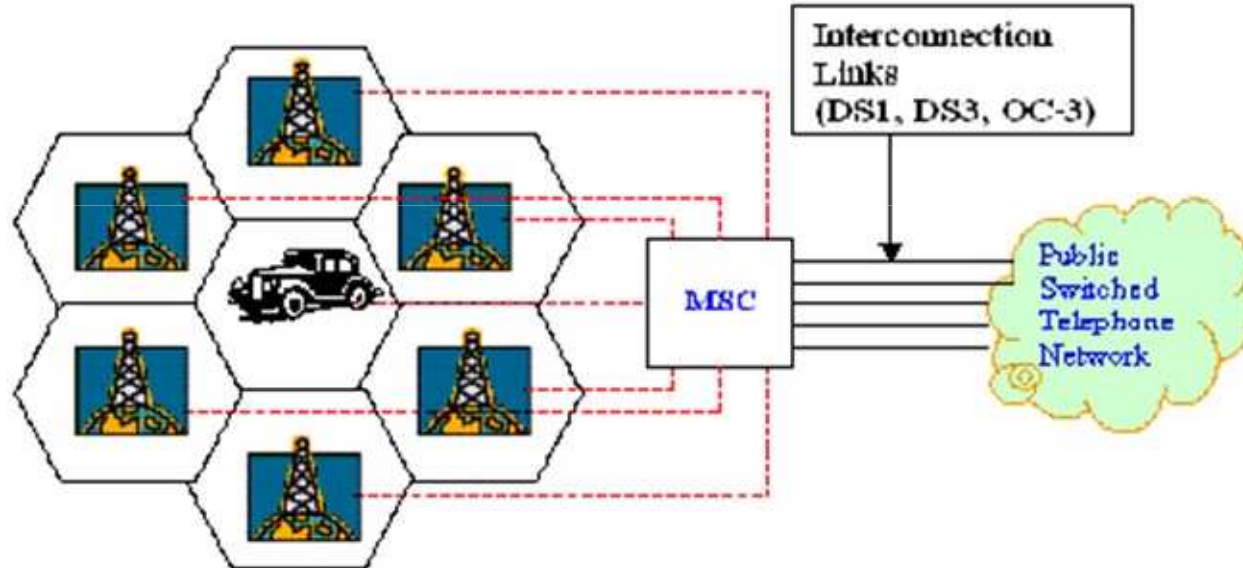 Interconnection
Links
(DS1, DS3, OC-3)
MSC
Public
Switched
Telephone
Network